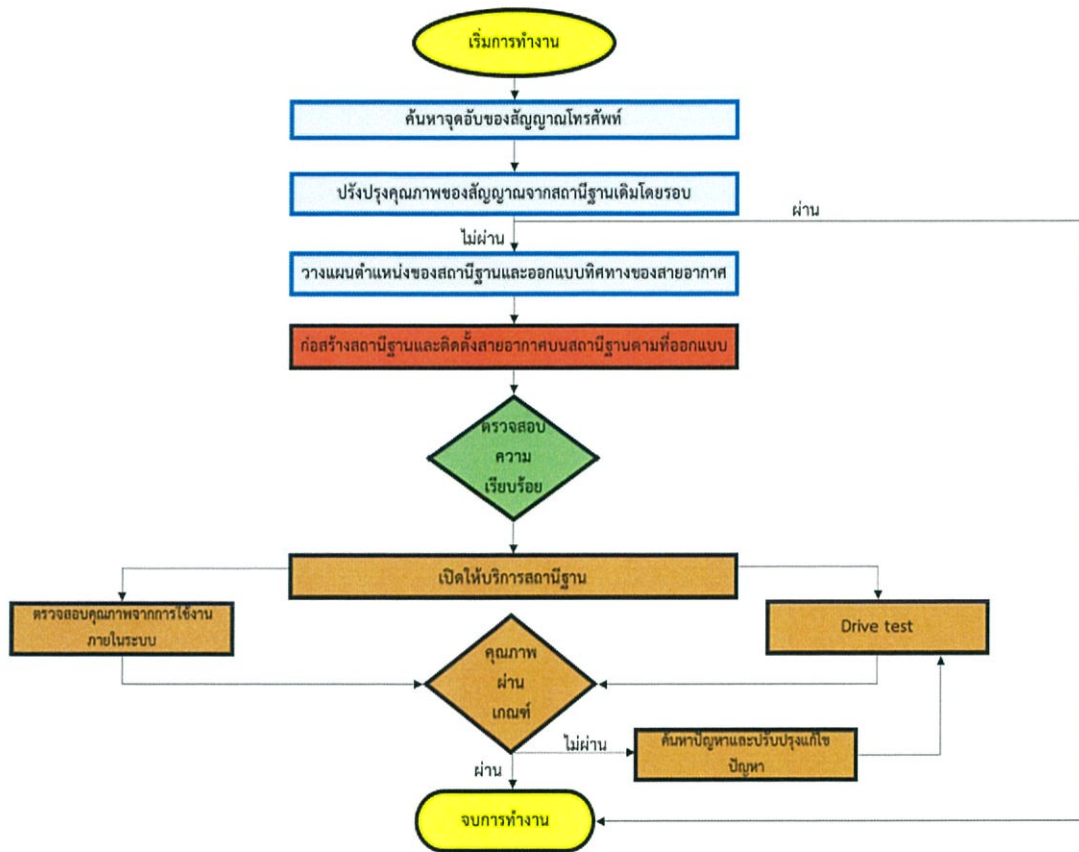 เริ่มการทำงาน
ค้นหาจุดอับของสัญญาณโทรศัพท์
ปรังปรุงคุณภาพของสัญญาณจากสถานีฐานเดิมโดยรอบ
ผ่าน
ไม่ผ่าน
วางแผนตำแหน่งของสถานีฐานและออกแบบทิศทางของสายอากาศ
ก่อสร้างสถานีฐานและติดตั้งสายอากาศบนสถานีฐานตามที่ออกแบบ
ตรวจสอบ
ความ
เรียบร้อย
เปิดให้บริการสถานีฐาน
ตรวจสอบคุณภาพจากการใช้งาน
ภายในระบบ
Drive test
คุณภาพ
ผ่าน
เกณฑ์
ไม่ผ่าน
ค้นหาปัญหาและปรับปรุงแก้ไข
ปัญหา
ผ่าน
จบการทำงาน